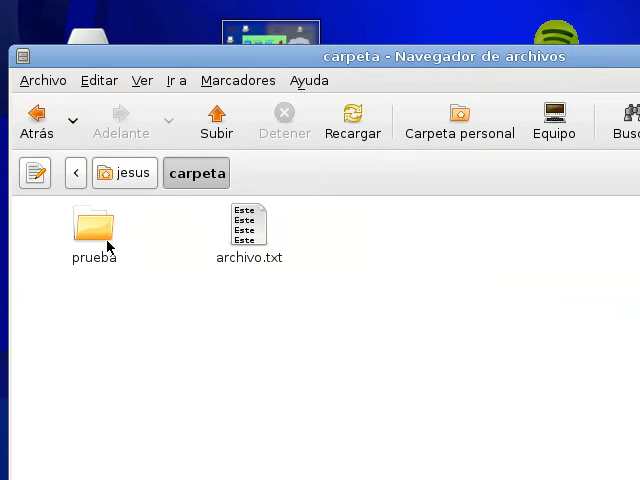 carpeta - Navegador de archivos
Archivo Editar Ver Ir a Marcadores Ayuda
Atrás Adelante Subir Detener Recargar Carpeta personal Equipo Busc
jesus carpeta
Este
Este
Este
Este
prueba archivo.txt